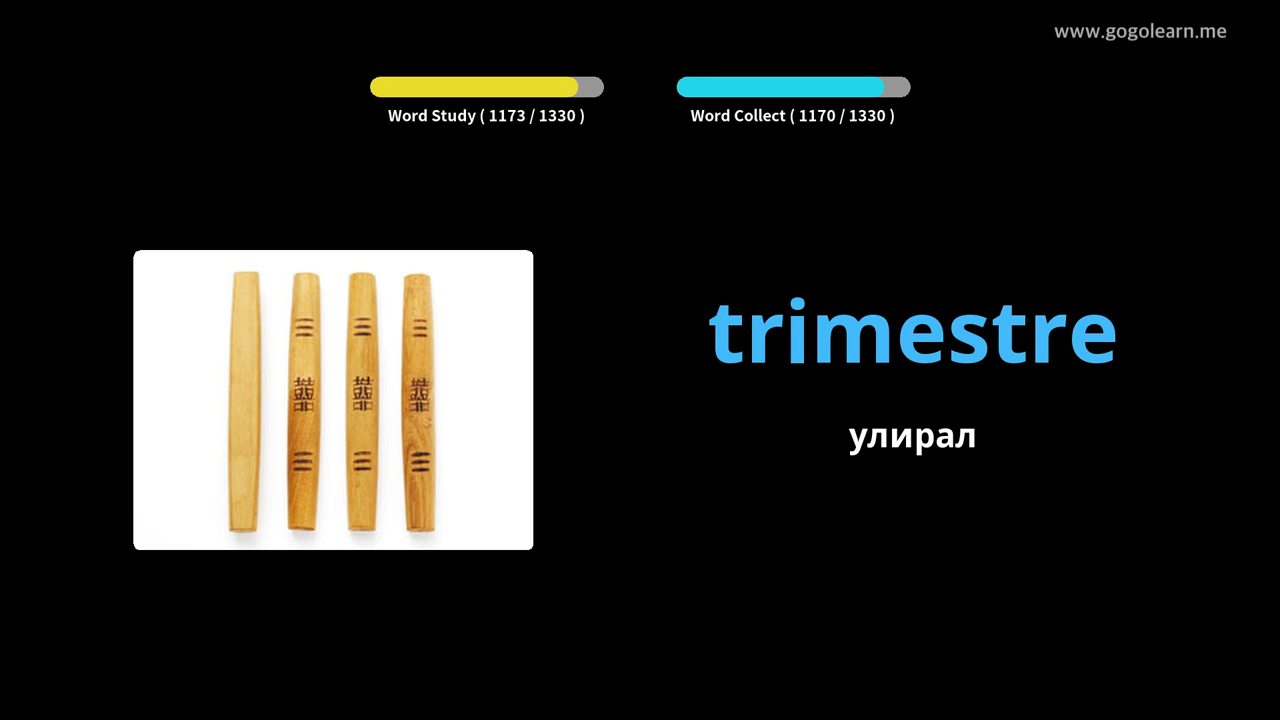 www.gogolearn.me
Word Study ( 1173 / 1330 )
Word Collect ( 1170 / 1330 )
trimestre
улирал